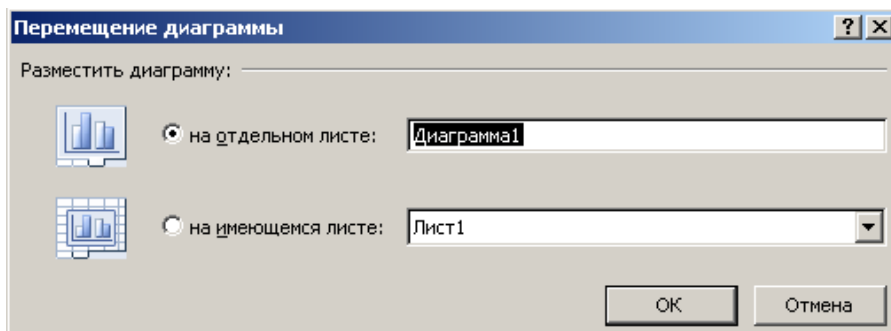 Перемещение диаграммы
Разместить диаграмму:
на отдельном листе: Диаграмма1
на имеющемся листе: Лист1
ОК Отмена